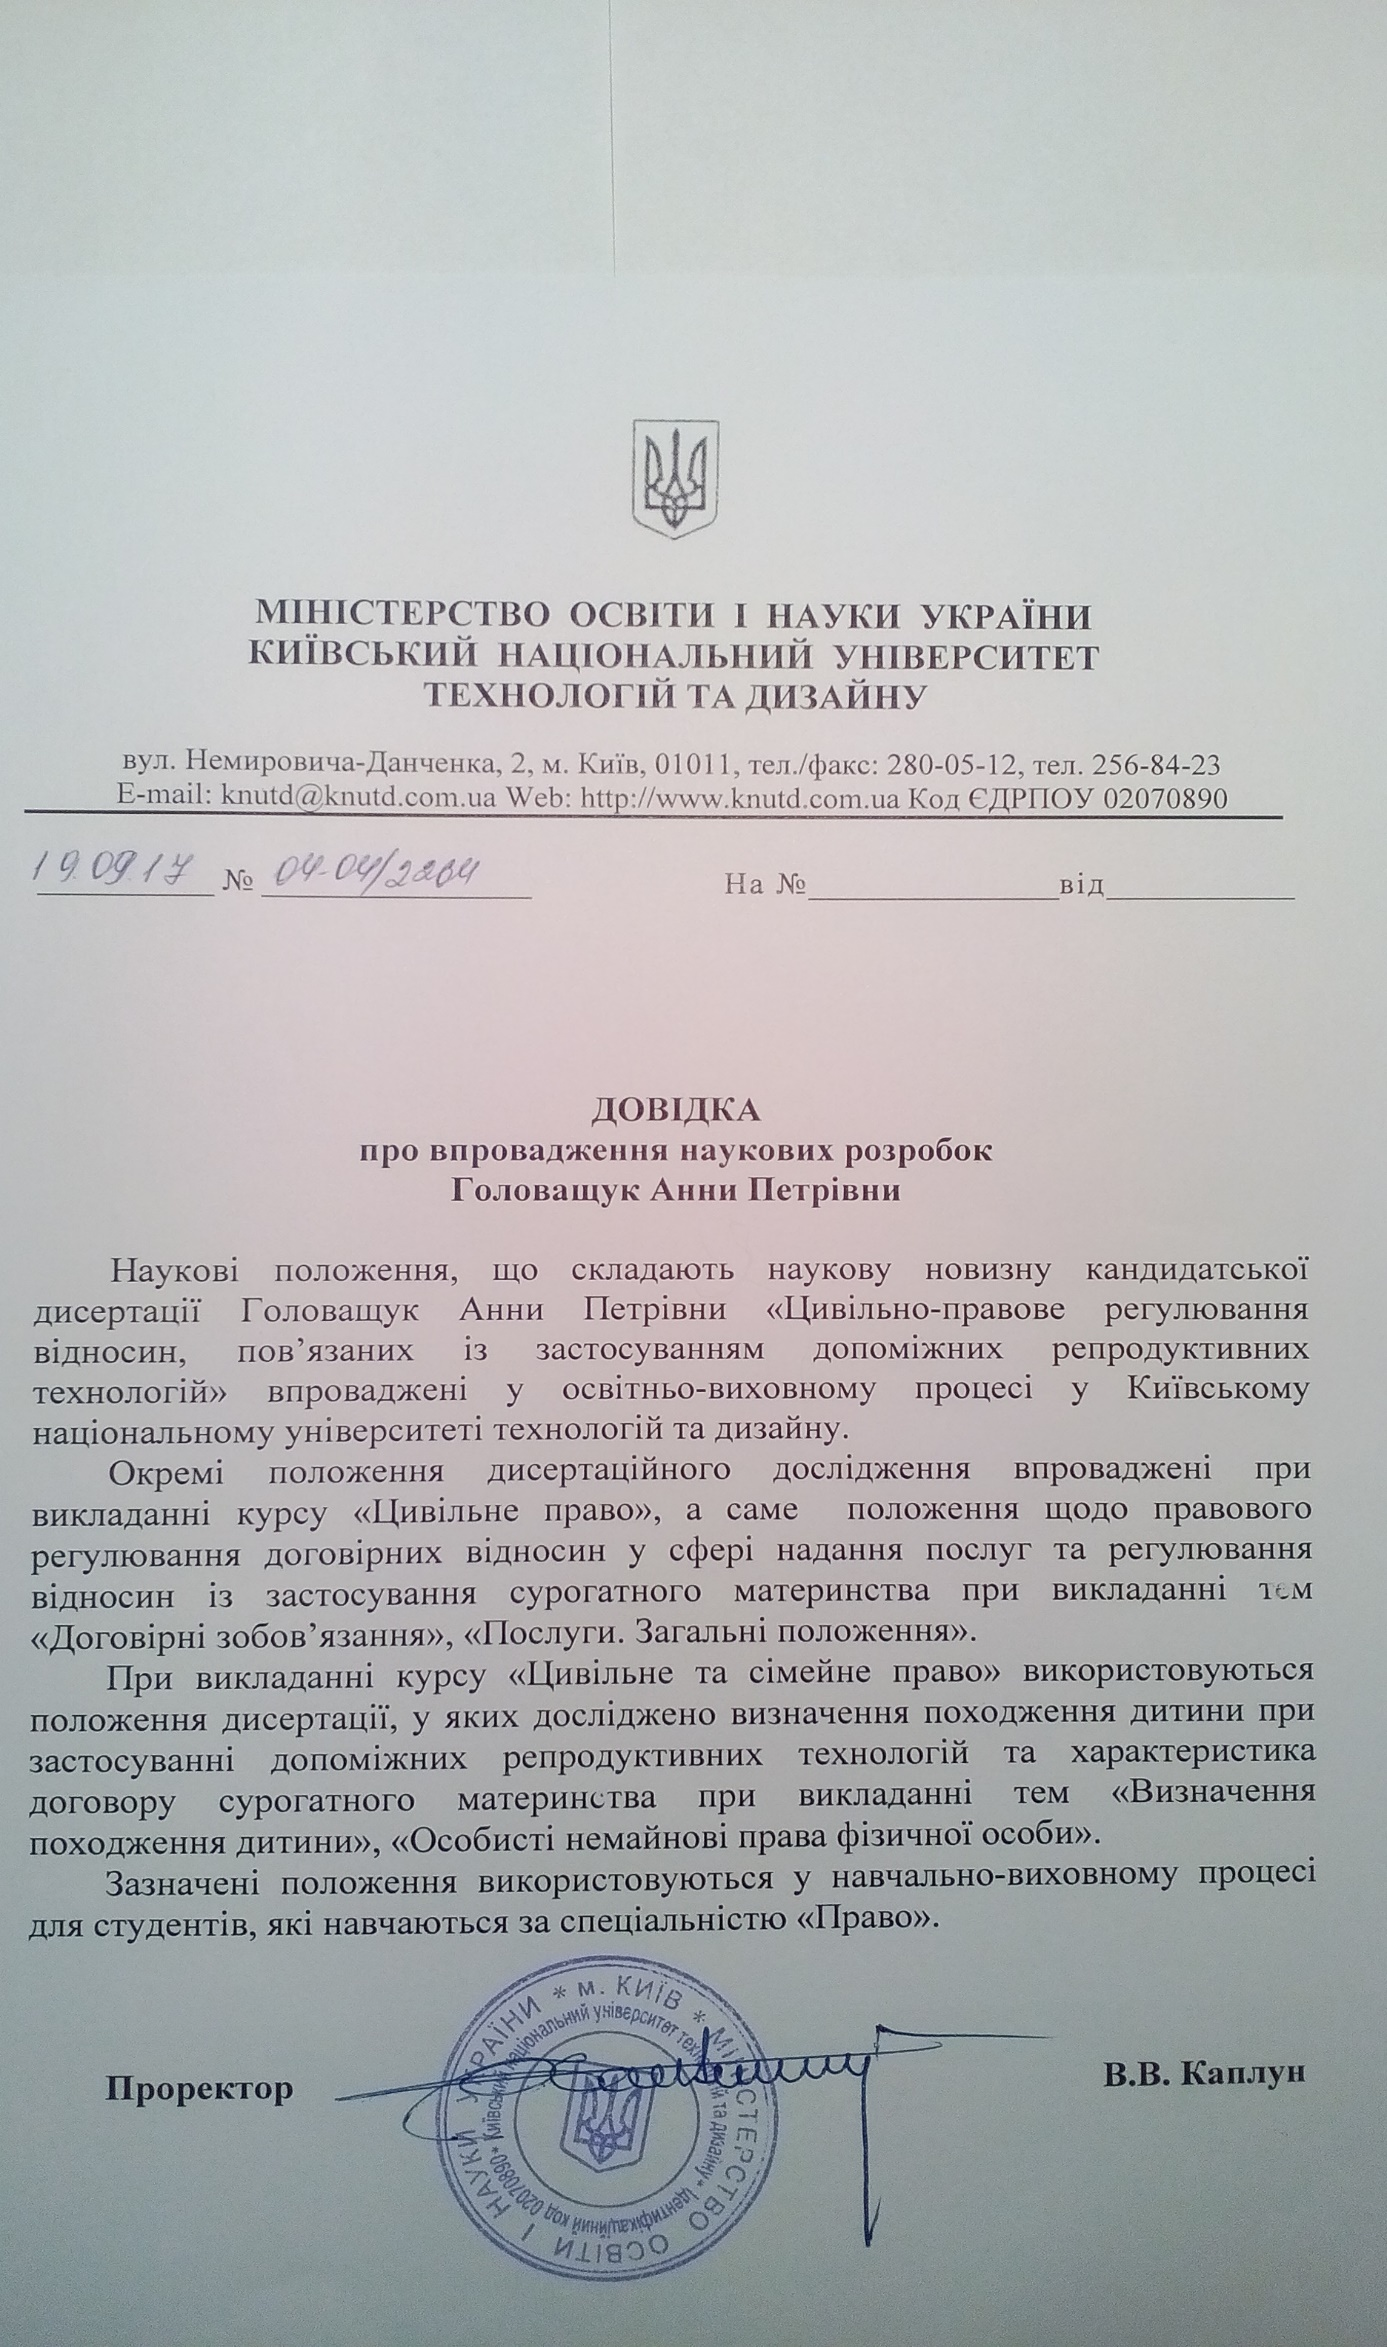 МІНІСТЕРСТВО ОСВІТИ І НАУКИ УКРАЇНИ
КИЇВСЬКИЙ НАЦІОНАЛЬНИЙ УНІВЕРСИТЕТ
ТЕХНОЛОГІЙ ТА ДИЗАЙНУ
вул. Немировича-Данченка, 2, м. Київ, 01011, тел./факс: 280-05-12, тел. 256-84-23
E-mail: knutd@knutd.com.ua Web: http://www.knutd.com.ua Код ЄДРПОУ 02070890
19.09.17 № 04-04/2264 На № від
ДОВІДКА
про впровадження наукових розробок
Головащук Анни Петрівни
Наукові положення, що складають наукову новизну кандидатської
дисертації Головащук Анни Петрівни «Цивільно-правове регулювання
відносин, пов’язаних із застосуванням допоміжних репродуктивних
технологій» впроваджені у освітньо-виховному процесі у Київському
національному університеті технологій та дизайну.
Окремі положення дисертаційного дослідження впроваджені при
викладанні курсу «Цивільне право», а саме положення щодо правового
регулювання договірних відносин у сфері надання послуг та регулювання
відносин із застосування сурогатного материнства при викладанні тем
«Договірні зобов’язання», «Послуги. Загальні положення».
При викладанні курсу «Цивільне та сімейне право» використовуються
положення дисертації, у яких досліджено визначення походження дитини при
застосуванні допоміжних репродуктивних технологій та характеристика
договору сурогатного материнства при викладанні тем «Визначення
походження дитини», «Особисті немайнові права фізичної особи».
Зазначені положення використовуються у навчально-виховному процесі
для студентів, які навчаються за спеціальністю «Право».
Проректор В.В. Каплун
* м. КИЇВ * МІНІСТЕРСТВО ОСВІТИ І НАУКИ УКРАЇНИ
Київський національний університет технологій та дизайну * ідентифікаційний код 02070890 *